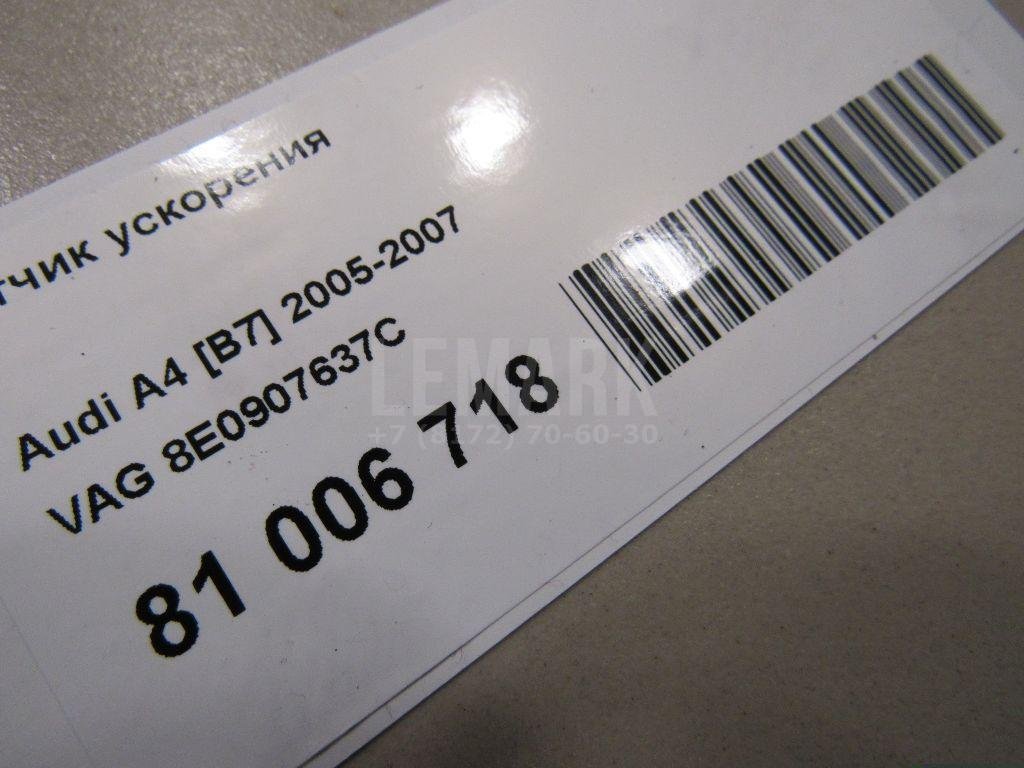 тчик ускорения
Audi A4 [B7] 2005-2007
VAG 8E0907637C
81 006 718
LEMARK
+7 (8172) 70-60-30